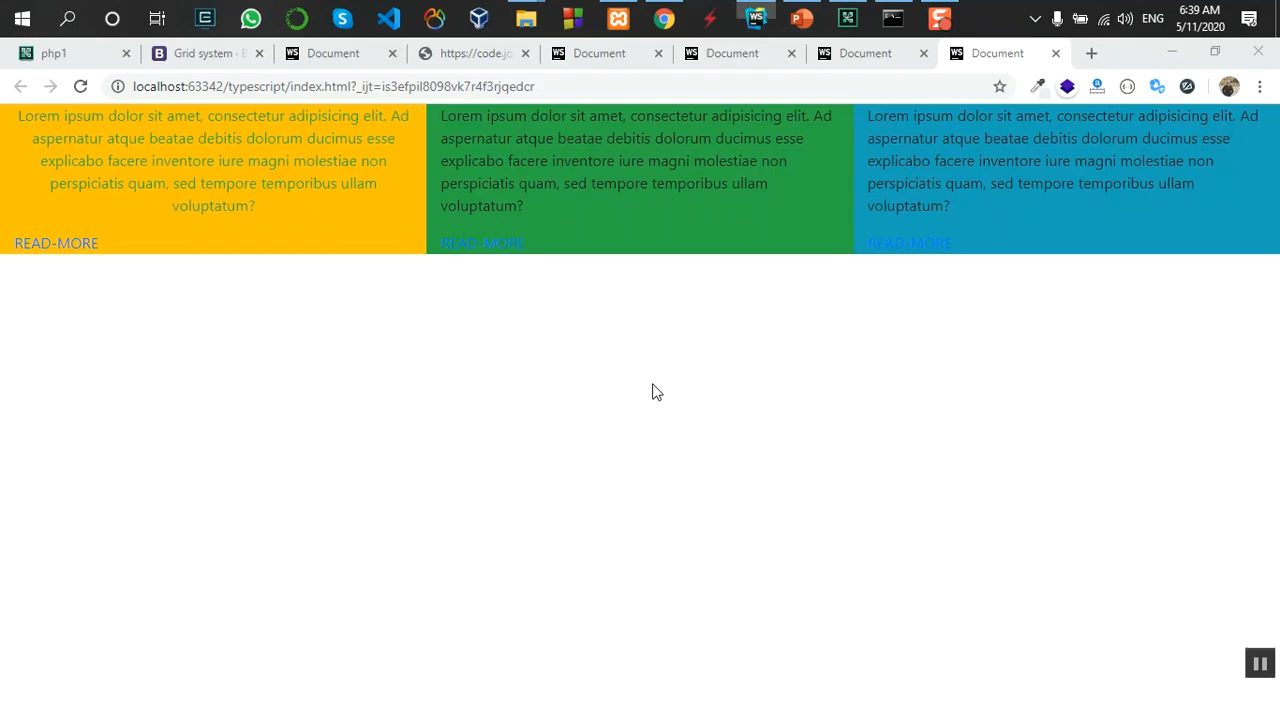 6:39 AM
ENG
5/11/2020
php1
Grid system - B
Document
https://code.jq
Document
Document
Document
Document
localhost:63342/typescript/index.html?_ijt=is3efpil8098vk7r4f3rjqedcr
Lorem ipsum dolor sit amet, consectetur adipisicing elit. Ad
aspernatur atque beatae debitis dolorum ducimus esse
explicabo facere inventore iure magni molestiae non
perspiciatis quam, sed tempore temporibus ullam
voluptatum?
READ-MORE
Lorem ipsum dolor sit amet, consectetur adipisicing elit. Ad
aspernatur atque beatae debitis dolorum ducimus esse
explicabo facere inventore iure magni molestiae non
perspiciatis quam, sed tempore temporibus ullam
voluptatum?
READ-MORE
Lorem ipsum dolor sit amet, consectetur adipisicing elit. Ad
aspernatur atque beatae debitis dolorum ducimus esse
explicabo facere inventore iure magni molestiae non
perspiciatis quam, sed tempore temporibus ullam
voluptatum?
READ-MORE